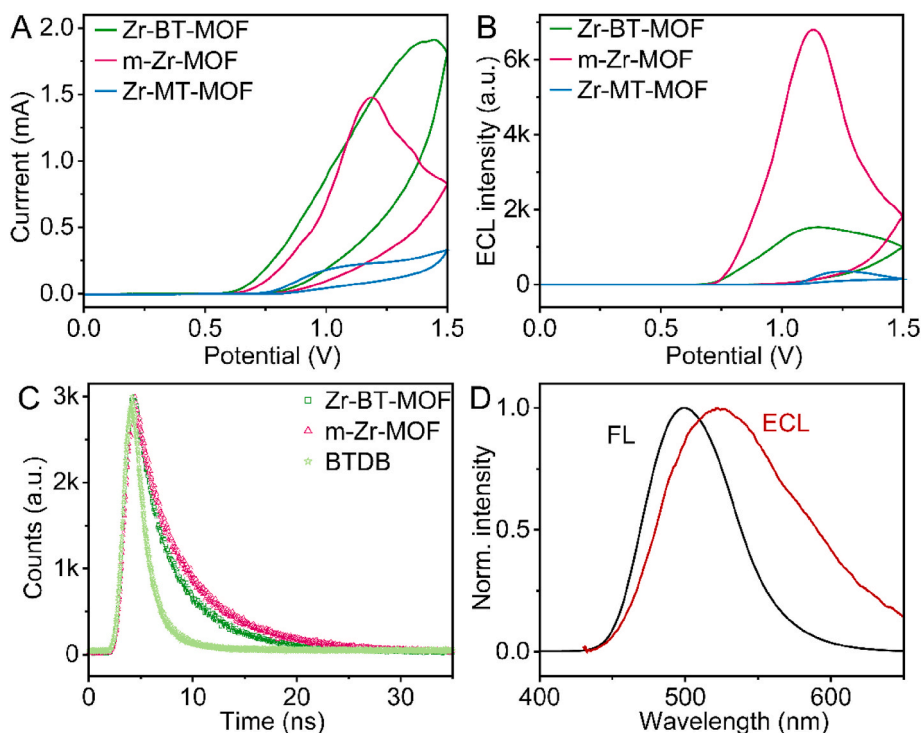 A
Zr-BT-MOF
m-Zr-MOF
Zr-MT-MOF
Currrent (mA)
2.0
1.5
1.0
0.5
0.0
0.0 0.5 1.0 1.5
Potential (V)
B
Zr-BT-MOF
m-Zr-MOF
Zr-MT-MOF
ECL intensity (a.u.)
6k
4k
2k
0
0.0 0.5 1.0 1.5
Potential (V)
C
Zr-BT-MOF
m-Zr-MOF
BTDB
Counts (a.u.)
3k
2k
1k
0
0 10 20 30
Time (ns)
D
FL
ECL
Norm. intensity
1.0
0.5
0.0
400 500 600
Wavelength (nm)